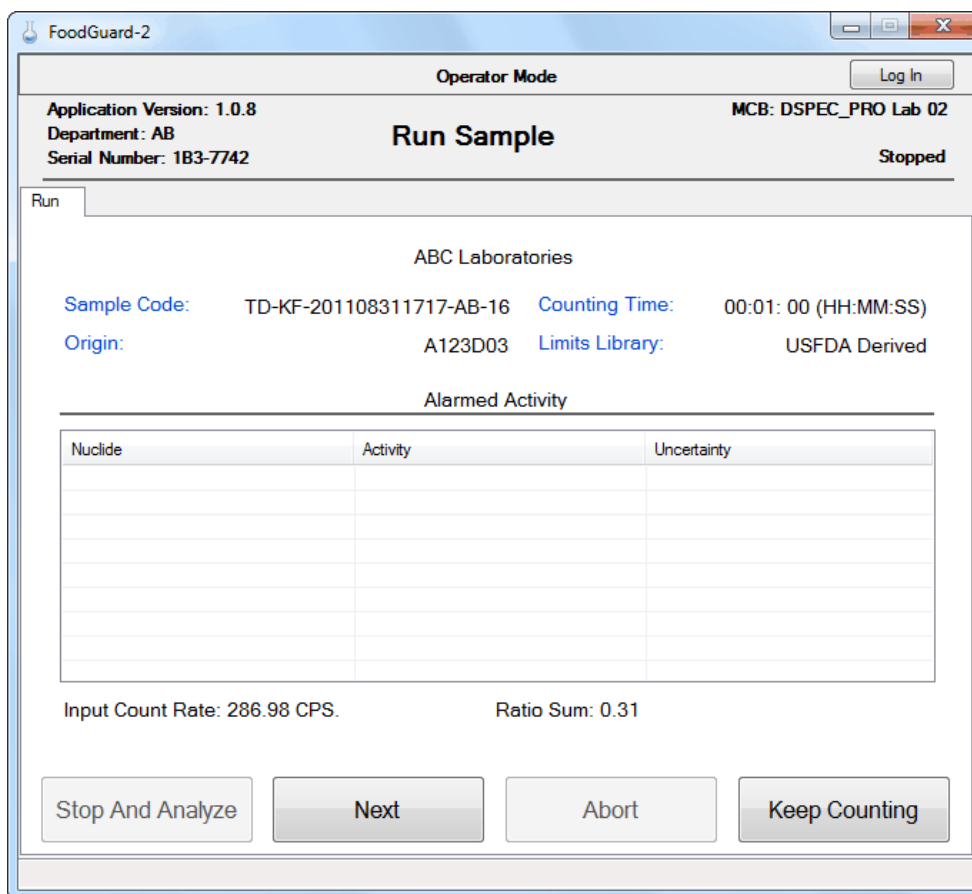 FoodGuard-2
Operator Mode
Log In
Application Version: 1.0.8
MCB: DSPEC_PRO Lab 02
Department: AB
Run Sample
Serial Number: 1B3-7742
Stopped
Run
ABC Laboratories
Sample Code: TD-KF-201108311717-AB-16 Counting Time: 00:01: 00 (HH:MM:SS)
Origin: A123D03 Limits Library: USFDA Derived
Alarmed Activity
Nuclide Activity Uncertainty
Input Count Rate: 286.98 CPS. Ratio Sum: 0.31
Stop And Analyze Next Abort Keep Counting